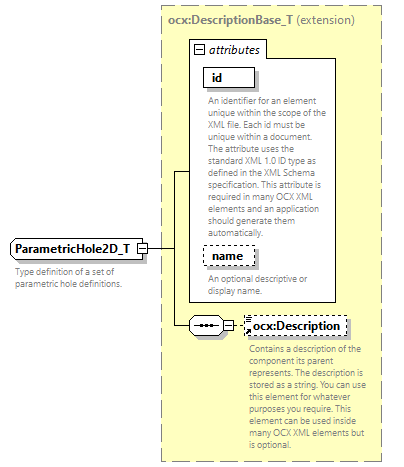 ocx:DescriptionBase_T (extension)
attributes
id
An identifier for an element
unique within the scope of the
XML file. Each id must be
unique within a document.
The attribute uses the
standard XML 1.0 ID type as
defined in the XML Schema
specification. This attribute is
required in many OCX XML
elements and an application
should generate them
automatically.
name
An optional descriptive or
display name.
ParametricHole2D_T
Type definition of a set of
parametric hole definitions.
ocx:Description
Contains a description of the
component its parent
represents. The description is
stored as a string. You can use
this element for whatever
purposes you require. This
element can be used inside
many OCX XML elements but
is optional.